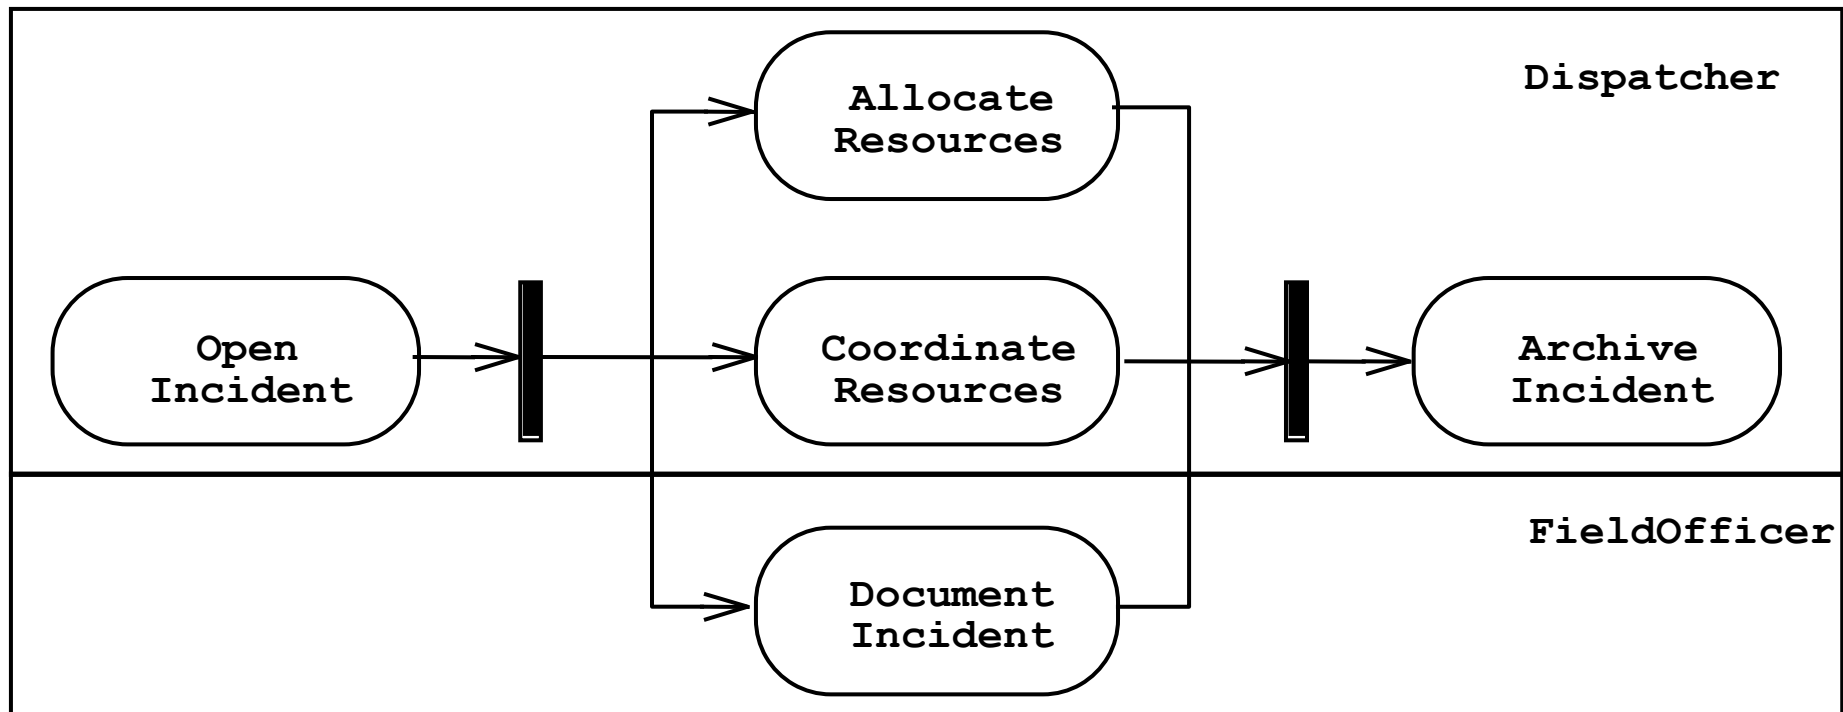 Allocate
Resources
Dispatcher
Open
Incident
Coordinate
Resources
Archive
Incident
FieldOfficer
Document
Incident